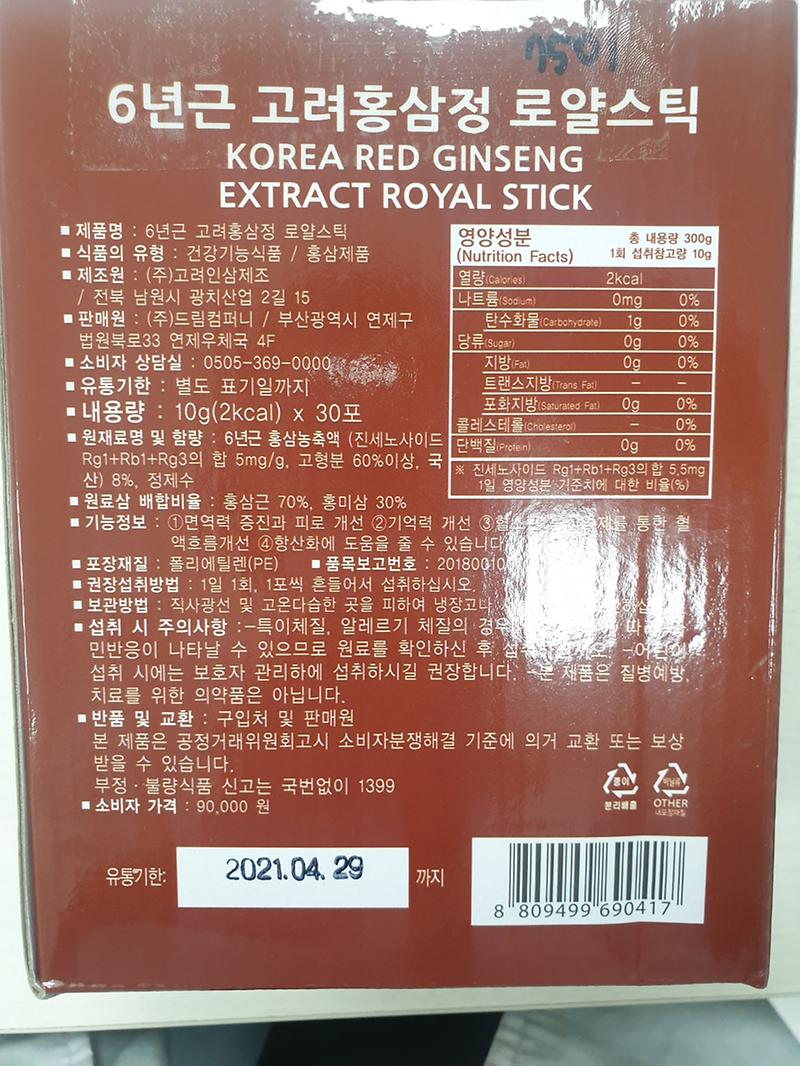 6년근 고려홍삼정 로얄스틱
KOREA RED GINSENG
EXTRACT ROYAL STICK
■ 제품명 : 6년근 고려홍삼정 로얄스틱
■ 식품의 유형 : 건강기능식품 / 홍삼제품
■ 제조원 : (주)고려인삼제조
/ 전북 남원시 광치산업 2길 15
■ 판매원 : (주)드림컴퍼니 / 부산광역시 연제구
법원북로33 연제우체국 4F
■ 소비자 상담실 : 0505-369-0000
■ 유통기한 : 별도 표기일까지
■ 내용량 : 10g(2kcal) x 30포
■ 원재료명 및 함량 : 6년근 홍삼농축액 (진세노사이드
Rg1+Rb1+Rg3의 합 5mg/g, 고형분 60%이상, 국
산) 8%, 정제수
영양성분 총 내용량 300g
(Nutrition Facts) 1회 섭취참고량 10g
열량(Calories) 2kcal
나트륨(Sodium) 0mg 0%
탄수화물(Carbohydrate) 1g 0%
당류(Sugar) 0g 0%
지방(Fat) 0g 0%
트랜스지방(Trans Fat) - -
포화지방(Saturated Fat) 0g 0%
콜레스테롤(Cholesterol) - 0%
단백질(Protein) 0g 0%
※ 진세노사이드 Rg1+Rb1+Rg3의 합 5.5mg
1일 영양성분 기준치에 대한 비율(%)
■ 원료삼 배합비율 : 홍삼근 70%, 홍미삼 30%
■ 기능정보 : ①면역력 증진과 피로 개선 ②기억력 개선 통한 혈
액흐름개선 ④항산화에 도움을 줄 수 있습니다
■ 포장재질 : 폴리에틸렌(PE) ■ 품목보고번호 :
■ 권장섭취방법 : 1일 1회, 1포씩 흔들어서 섭취하십시오.
■ 보관방법 : 직사광선 및 고온다습한 곳을 피하여
■ 섭취 시 주의사항 :-특이체질, 알레르기 체질의 경우
민반응이 나타날 수 있으므로 원료를 확인하신 후
섭취 시에는 보호자 관리하에 섭취하시길 권장합니다. 본 제품은 질병예방,
치료를 위한 의약품은 아닙니다.
■ 반품 및 교환 : 구입처 및 판매원
본 제품은 공정거래위원회고시 소비자분쟁해결 기준에 의거 교환 또는 보상
받을 수 있습니다.
부정·불량식품 신고는 국번없이 1399
■ 소비자 가격 : 90,000 원
종이
분리배출
비닐류
OTHER
내포장재질
유통기한: 2021.04.29 까지
8 809499 690417